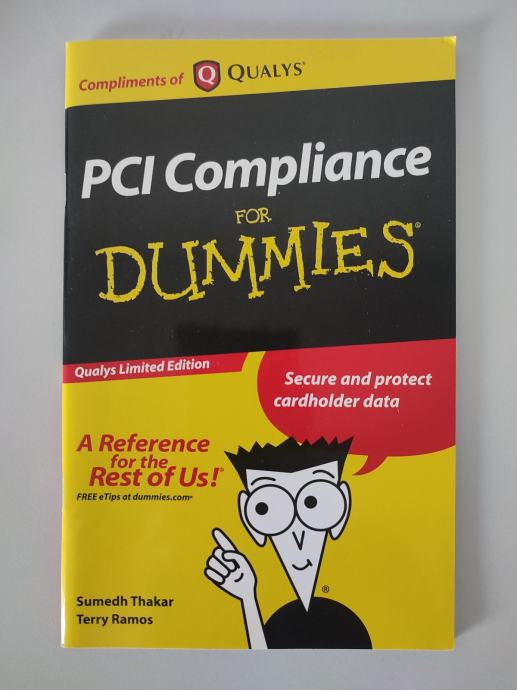 Compliments of Q QUALYS®
PCI Compliance
FOR
DUMMIES®
Qualys Limited Edition
Secure and protect
cardholder data
A Reference
for the
Rest of Us!®
FREE eTips at dummies.com®
®
Sumedh Thakar
Terry Ramos